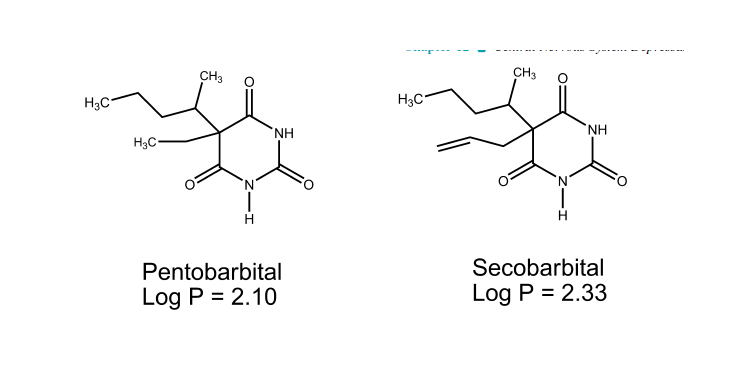 CH₃
O
H₃C
NH
H₃C
O
N
O
H
Pentobarbital
Log P = 2.10
CH₃
O
H₃C
NH
O
N
O
H
Secobarbital
Log P = 2.33